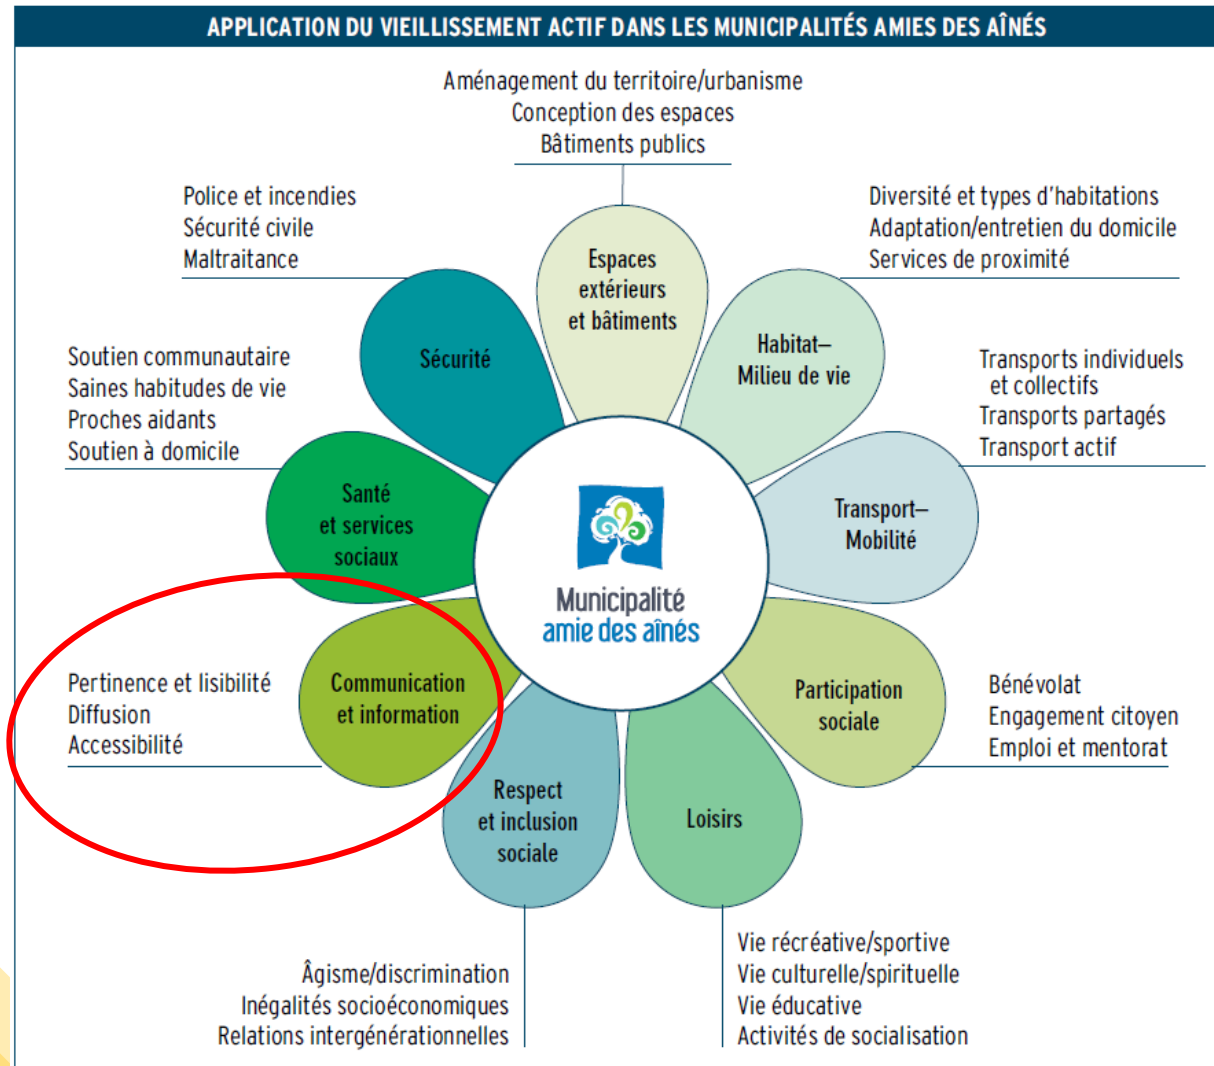 APPLICATION DU VIEILLISSEMENT ACTIF DANS LES MUNICIPALITÉS AMIES DES AÎNÉS
Aménagement du territoire/urbanisme
Conception des espaces
Bâtiments publics
Espaces
extérieurs
et bâtiments
Diversité et types d'habitations
Adaptation/entretien du domicile
Services de proximité
Habitat–
Milieu de vie
Transports individuels
et collectifs
Transports partagés
Transport actif
Transport–
Mobilité
Bénévolat
Engagement citoyen
Emploi et mentorat
Participation
sociale
Loisirs
Vie récréative/sportive
Vie culturelle/spirituelle
Vie éducative
Activités de socialisation
Respect
et inclusion
sociale
Âgisme/discrimination
Inégalités socioéconomiques
Relations intergénérationnelles
Communication
et information
Pertinence et lisibilité
Diffusion
Accessibilité
Santé
et services
sociaux
Soutien communautaire
Saines habitudes de vie
Proches aidants
Soutien à domicile
Sécurité
Police et incendies
Sécurité civile
Maltraitance
Municipalité
amie des aînés